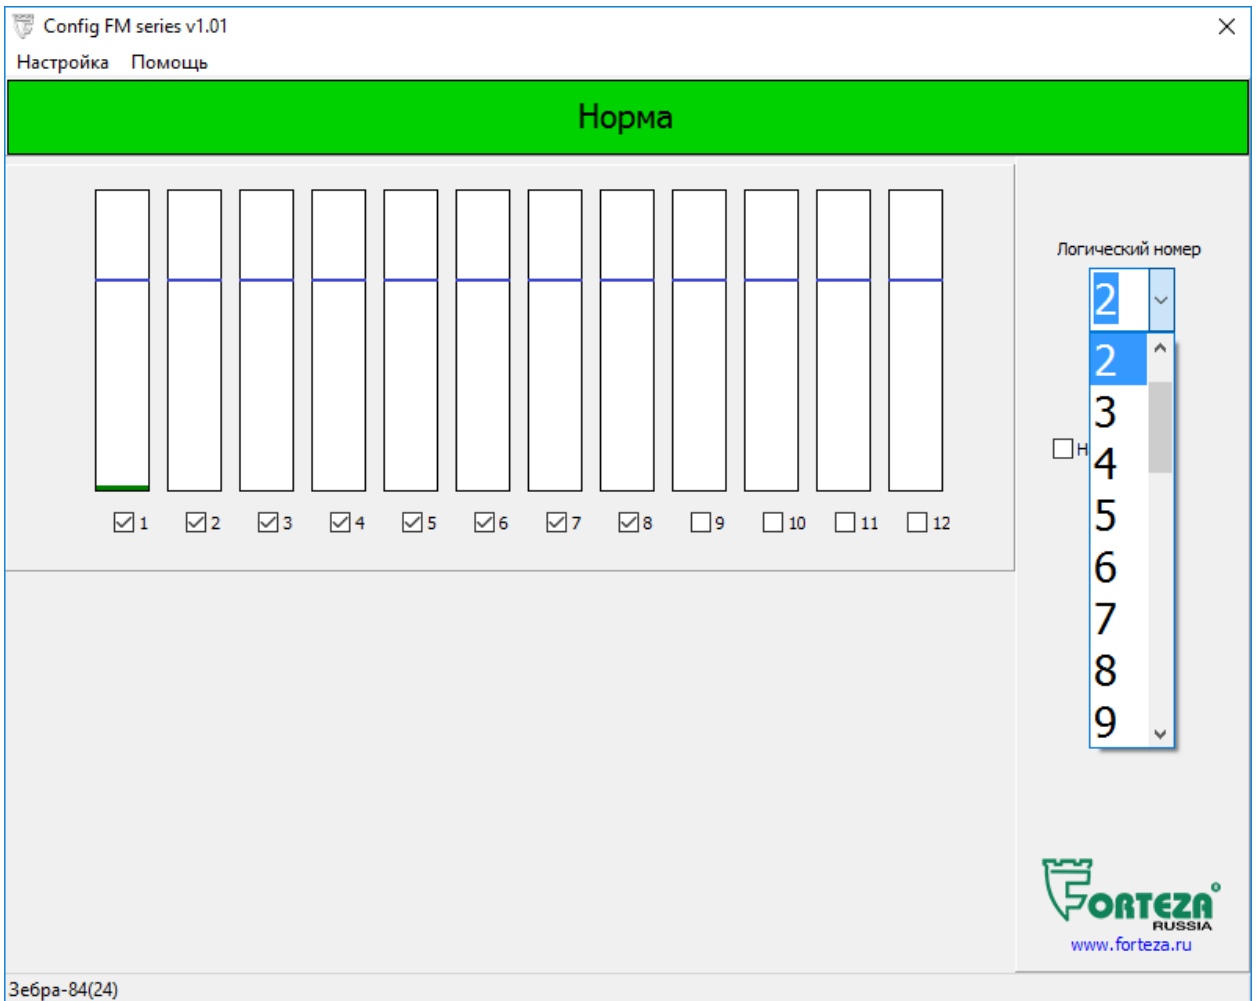 Config FM series v1.01
Настройка Помощь
Норма
Логический номер
2
2
3
4
5
6
7
8
9
Н
1 2 3 4 5 6 7 8 9 10 11 12
FORTEZA®
RUSSIA
www.forteza.ru
Зебра-84(24)